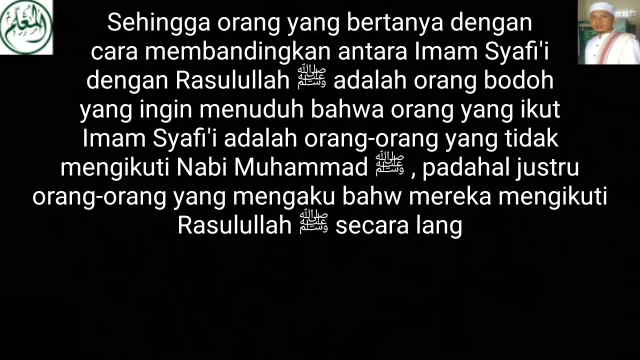 Sehingga orang yang bertanya dengan
cara membandingkan antara Imam Syafi'i
dengan Rasulullah ﷺ adalah orang bodoh
yang ingin menuduh bahwa orang yang ikut
Imam Syafi'i adalah orang-orang yang tidak
mengikuti Nabi Muhammad ﷺ , padahal justru
orang-orang yang mengaku bahw mereka mengikuti
Rasulullah ﷺ secara lang